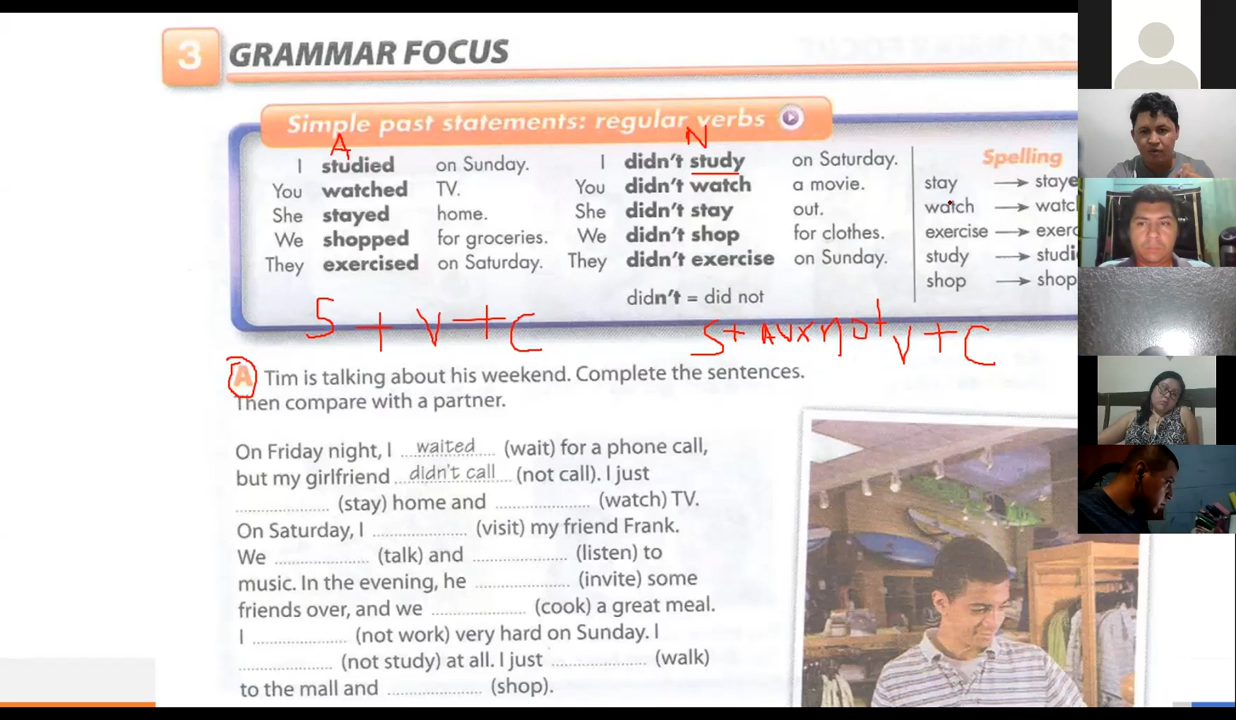 3 GRAMMAR FOCUS
Simple past statements: regular verbs
A
N
I studied on Sunday. I didn't study on Saturday. Spelling
You watched TV. You didn't watch a movie. stay → staye
She stayed home. She didn't stay out. watch → watc
We shopped for groceries. We didn't shop for clothes. exercise → exerc
They exercised on Saturday. They didn't exercise on Sunday. study → studi
shop → shop
didn't = did not
S + V + C
S + aux not V + C
A Tim is talking about his weekend. Complete the sentences.
Then compare with a partner.
On Friday night, I waited (wait) for a phone call,
but my girlfriend didn't call (not call). I just
(stay) home and (watch) TV.
On Saturday, I (visit) my friend Frank.
We (talk) and (listen) to
music. In the evening, he (invite) some
friends over, and we (cook) a great meal.
I (not work) very hard on Sunday. I
(not study) at all. I just (walk)
to the mall and (shop).